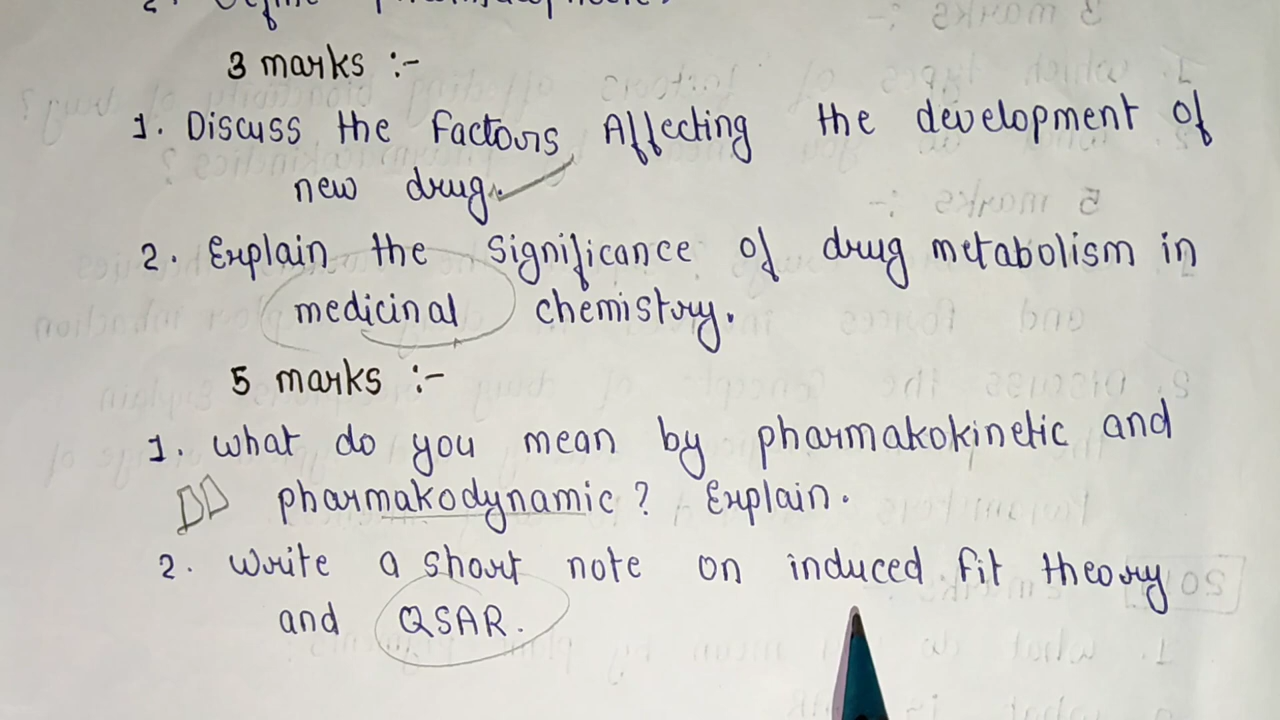 2. Define
3 marks :-
1. Discuss the Factors Affecting the development of
new drug.
2. Explain the significance of drug metabolism in
medicinal chemistry.
5 marks :-
1. what do you mean by pharmakokinetic and
pharmakodynamic? Explain.
2. write a short note on induced fit theory
and QSAR.